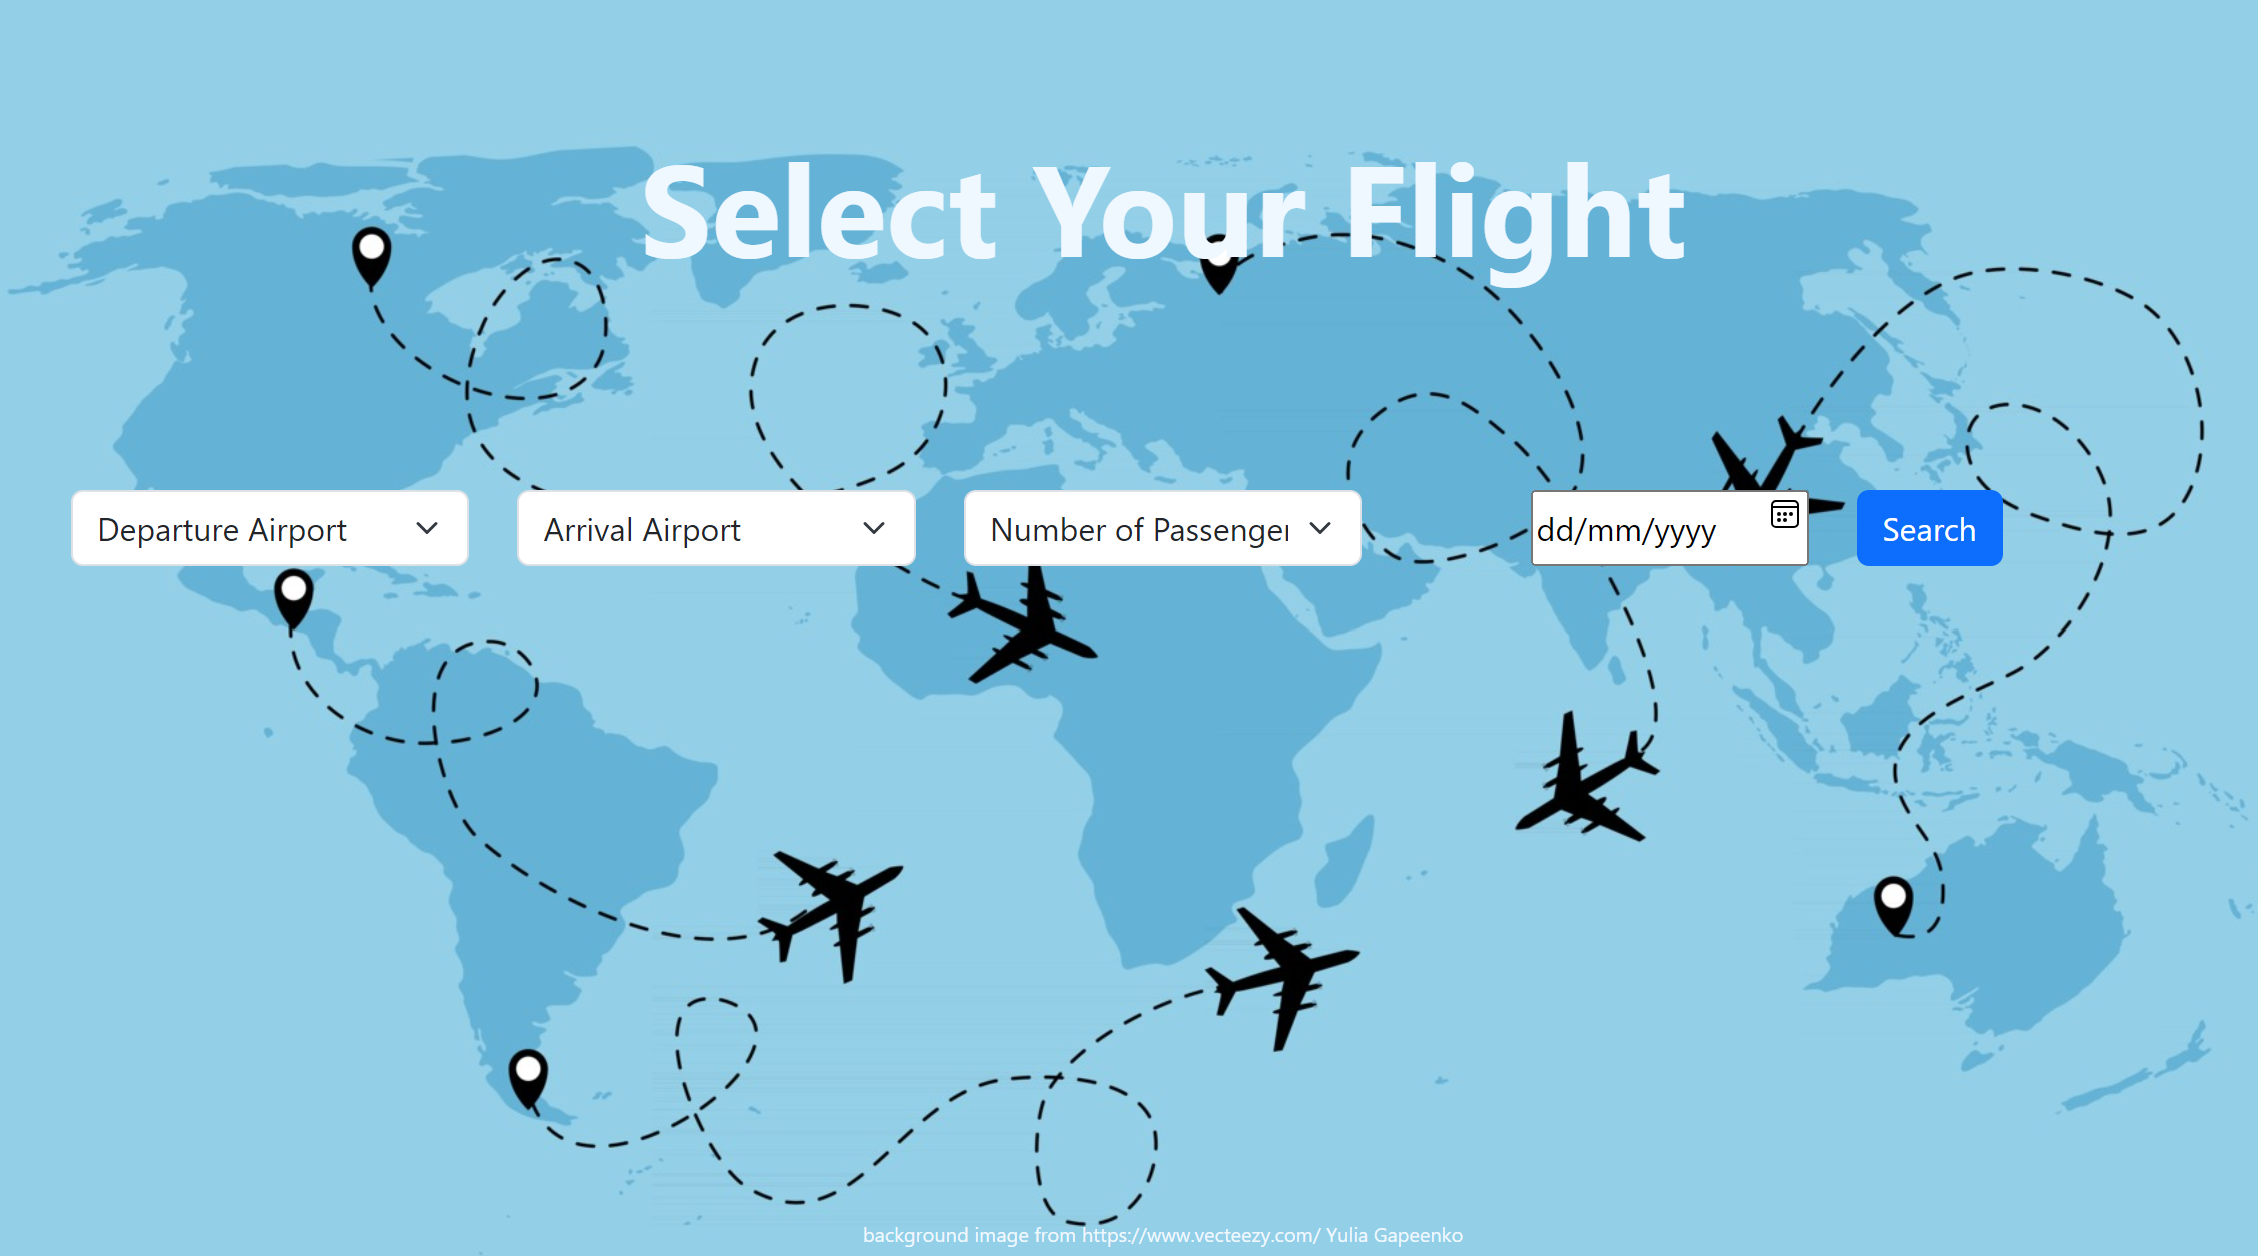 Select Your Flight
Departure Airport
Arrival Airport
Number of Passenger
dd/mm/yyyy
Search
background image from https://www.vecteezy.com/ Yulia Gapeenko